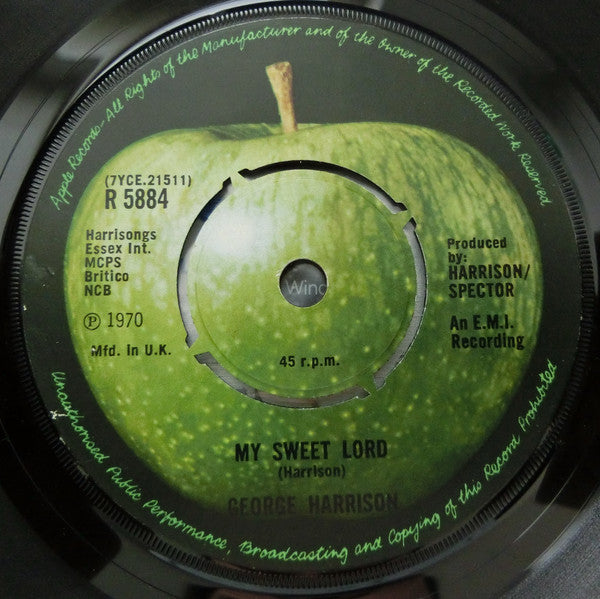 Apple Records-All Rights of the Manufacturer and of the Owner of the Recorded Work Reserved
(7YCE.21511)
R 5884
Harrisongs
Essex Int.
MCPS
Britico
NCB
Ⓟ 1970
Mfd. in U.K.
Produced
by:
HARRISON/
SPECTOR
An E.M.I.
Recording
45 r.p.m.
MY SWEET LORD
(Harrison)
GEORGE HARRISON
Unauthorised Public Performance, Broadcasting and Copying of this Record Prohibited